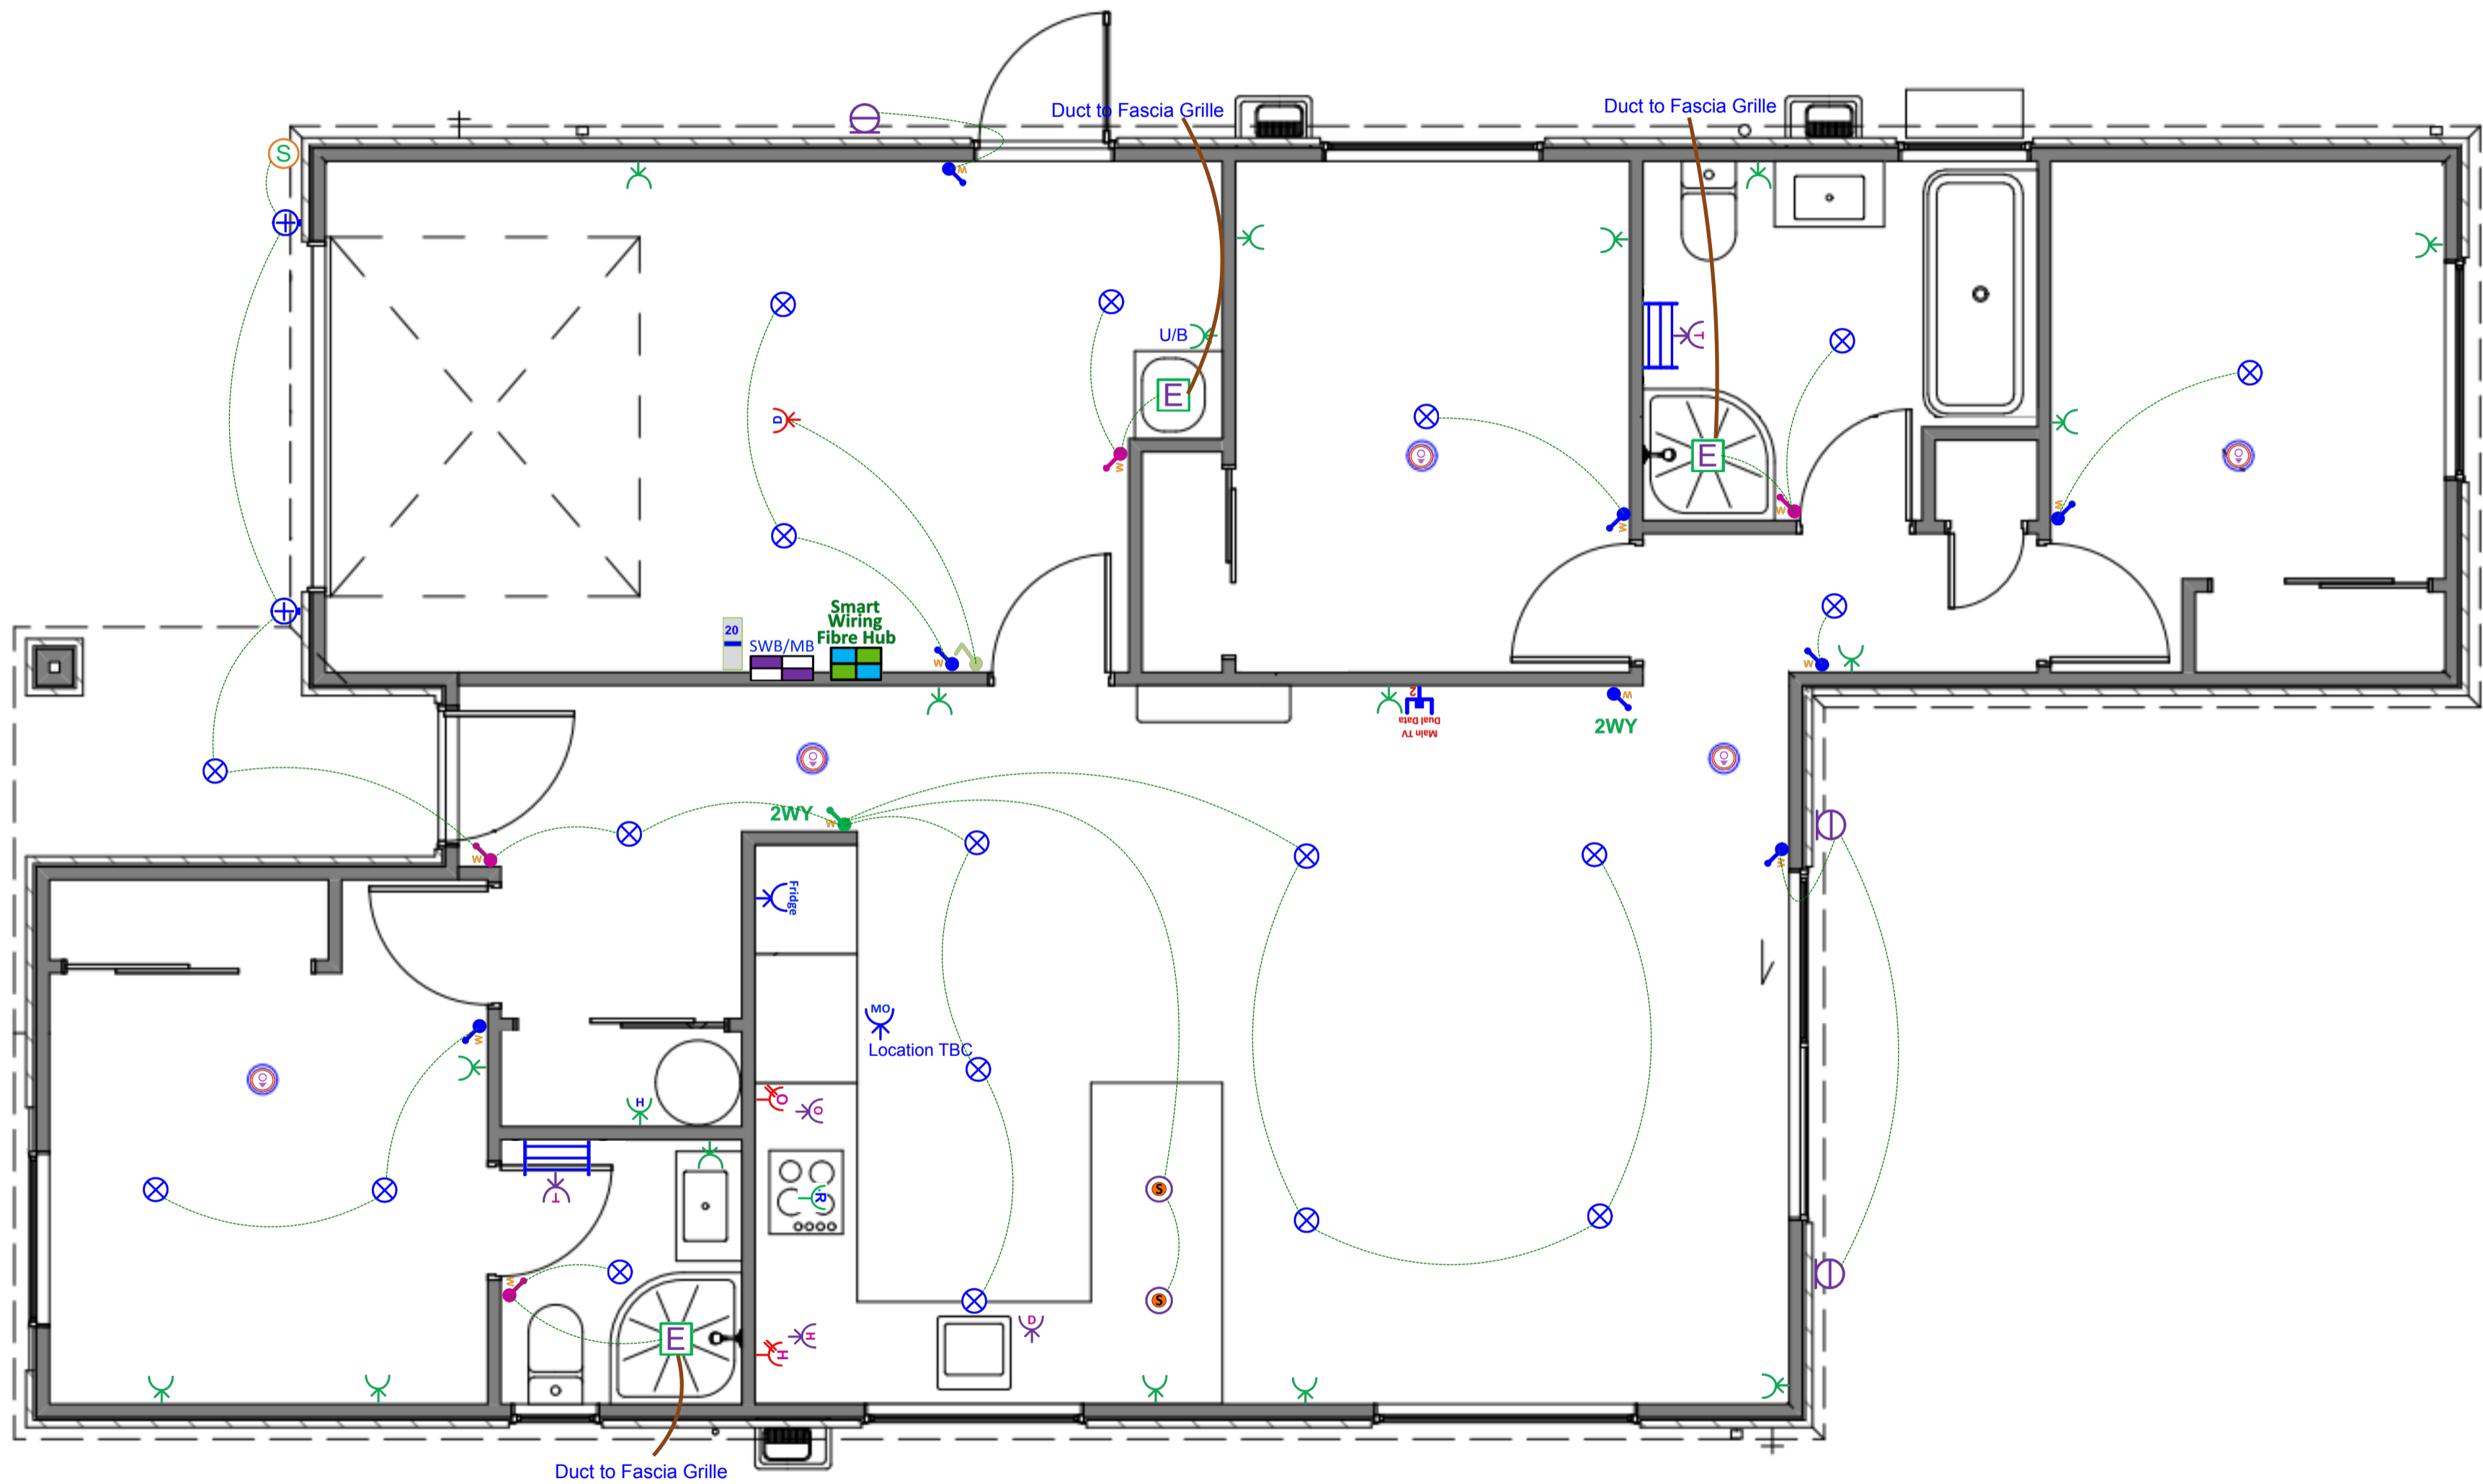 Duct to Fascia Grille
Duct to Fascia Grille
S
W
U/B
T
E
D
W
E
W
W
W
Smart
Wiring
Fibre Hub
20
SWB/MB
W
W
2
Dual Data
Main TV
W
2WY
2WY
W
W
W
Fridge
MO
Location TBC
W
H
O
O
T
R
S
W
S
E
D
H
H
Duct to Fascia Grille